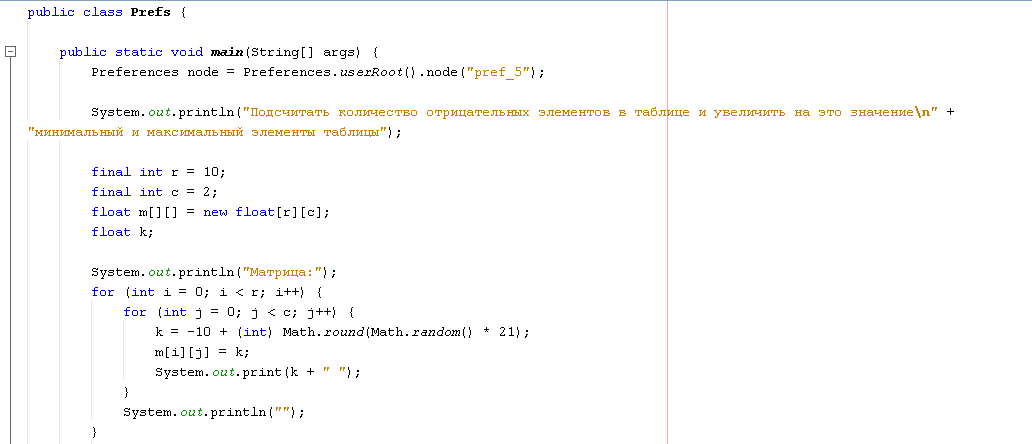 public class Prefs {
public static void main(String[] args) {
Preferences node = Preferences.userRoot().node("pref_5");
System.out.println("Подсчитать количество отрицательных элементов в таблице и увеличить на это значение\n" +
"минимальный и максимальный элементы таблицы");
final int r = 10;
final int c = 2;
float m[][] = new float[r][c];
float k;
System.out.println("Матрица:");
for (int i = 0; i < r; i++) {
for (int j = 0; j < c; j++) {
k = -10 + (int) Math.round(Math.random() * 21);
m[i][j] = k;
System.out.print(k + " ");
}
System.out.println("");
}